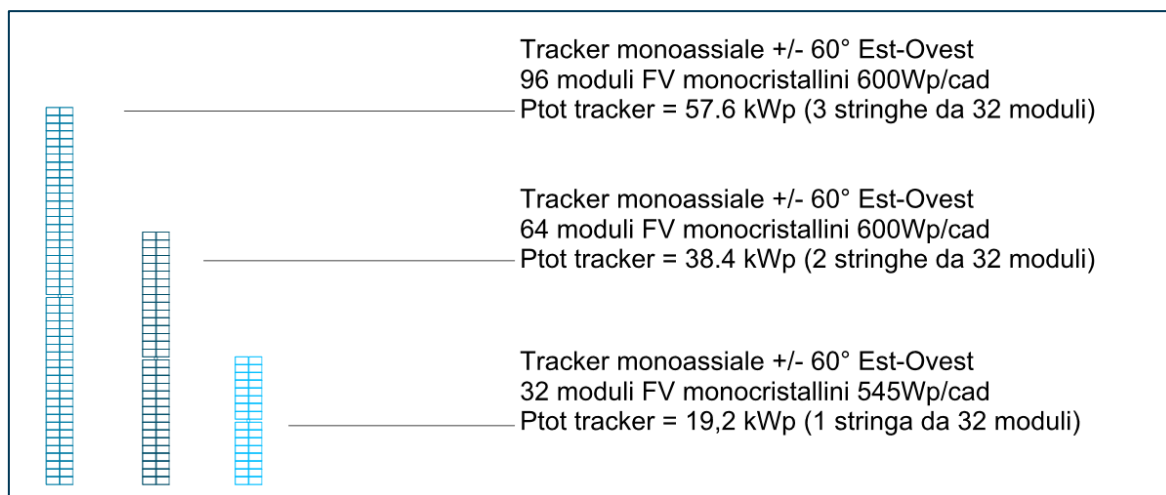 Tracker monoassiale +/- 60° Est-Ovest
96 moduli FV monocristallini 600Wp/cad
Ptot tracker = 57.6 kWp (3 stringhe da 32 moduli)
Tracker monoassiale +/- 60° Est-Ovest
64 moduli FV monocristallini 600Wp/cad
Ptot tracker = 38.4 kWp (2 stringhe da 32 moduli)
Tracker monoassiale +/- 60° Est-Ovest
32 moduli FV monocristallini 545Wp/cad
Ptot tracker = 19,2 kWp (1 stringa da 32 moduli)